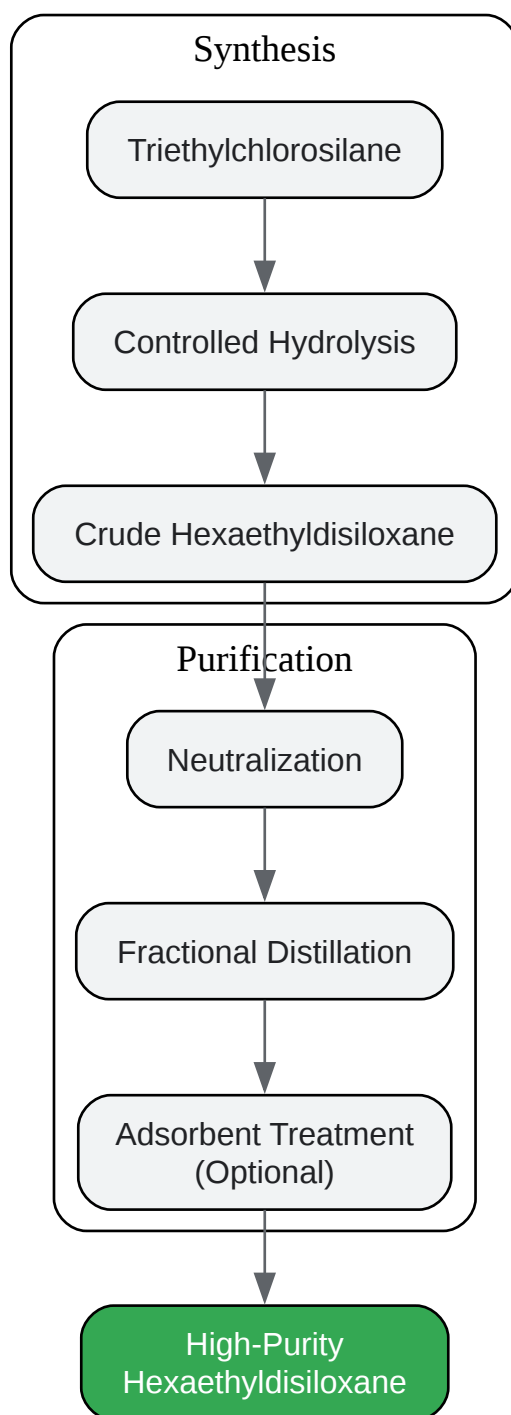 Synthesis
Triethylchlorosilane
Controlled Hydrolysis
Crude Hexaethyldisiloxane
Purification
Neutralization
Fractional Distillation
Adsorbent Treatment
(Optional)
High-Purity
Hexaethyldisiloxane